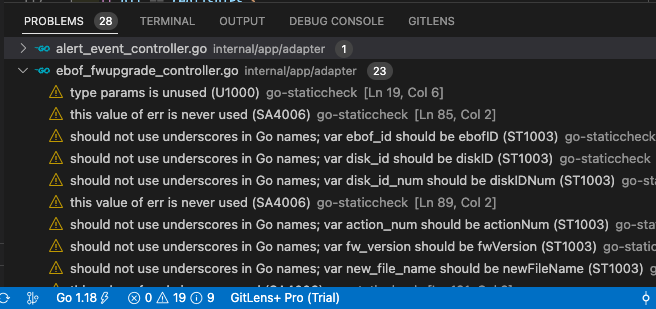 PROBLEMS 28 TERMINAL OUTPUT DEBUG CONSOLE GITLENS
GO alert_event_controller.go internal/app/adapter 1
GO ebof_fwupgrade_controller.go internal/app/adapter 23
type params is unused (U1000) go-staticcheck [Ln 19, Col 6]
this value of err is never used (SA4006) go-staticcheck [Ln 85, Col 2]
should not use underscores in Go names; var ebof_id should be ebofID (ST1003) go-staticcheck
should not use underscores in Go names; var disk_id should be diskID (ST1003) go-staticcheck
should not use underscores in Go names; var disk_id_num should be diskIDNum (ST1003) go-sta
this value of err is never used (SA4006) go-staticcheck [Ln 89, Col 2]
should not use underscores in Go names; var action_num should be actionNum (ST1003) go-sta
should not use underscores in Go names; var fw_version should be fwVersion (ST1003) go-static
should not use underscores in Go names; var new_file_name should be newFileName (ST1003)
Go 1.18 0 19 9 GitLens+ Pro (Trial)